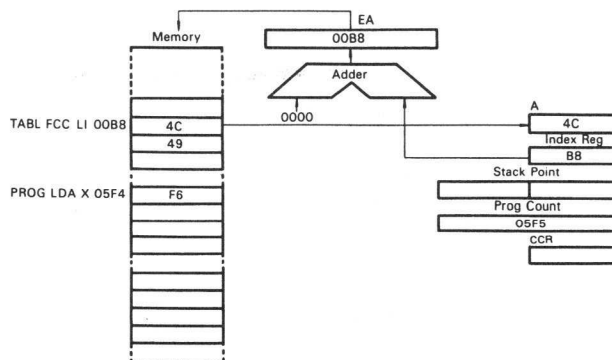 EA
Memory
00B8
Adder
A
TABL FCC LI 00B8
4C
0000
4C
49
Index Reg
B8
Stack Point
PROG LDA X 05F4
F6
Prog Count
05F5
CCR